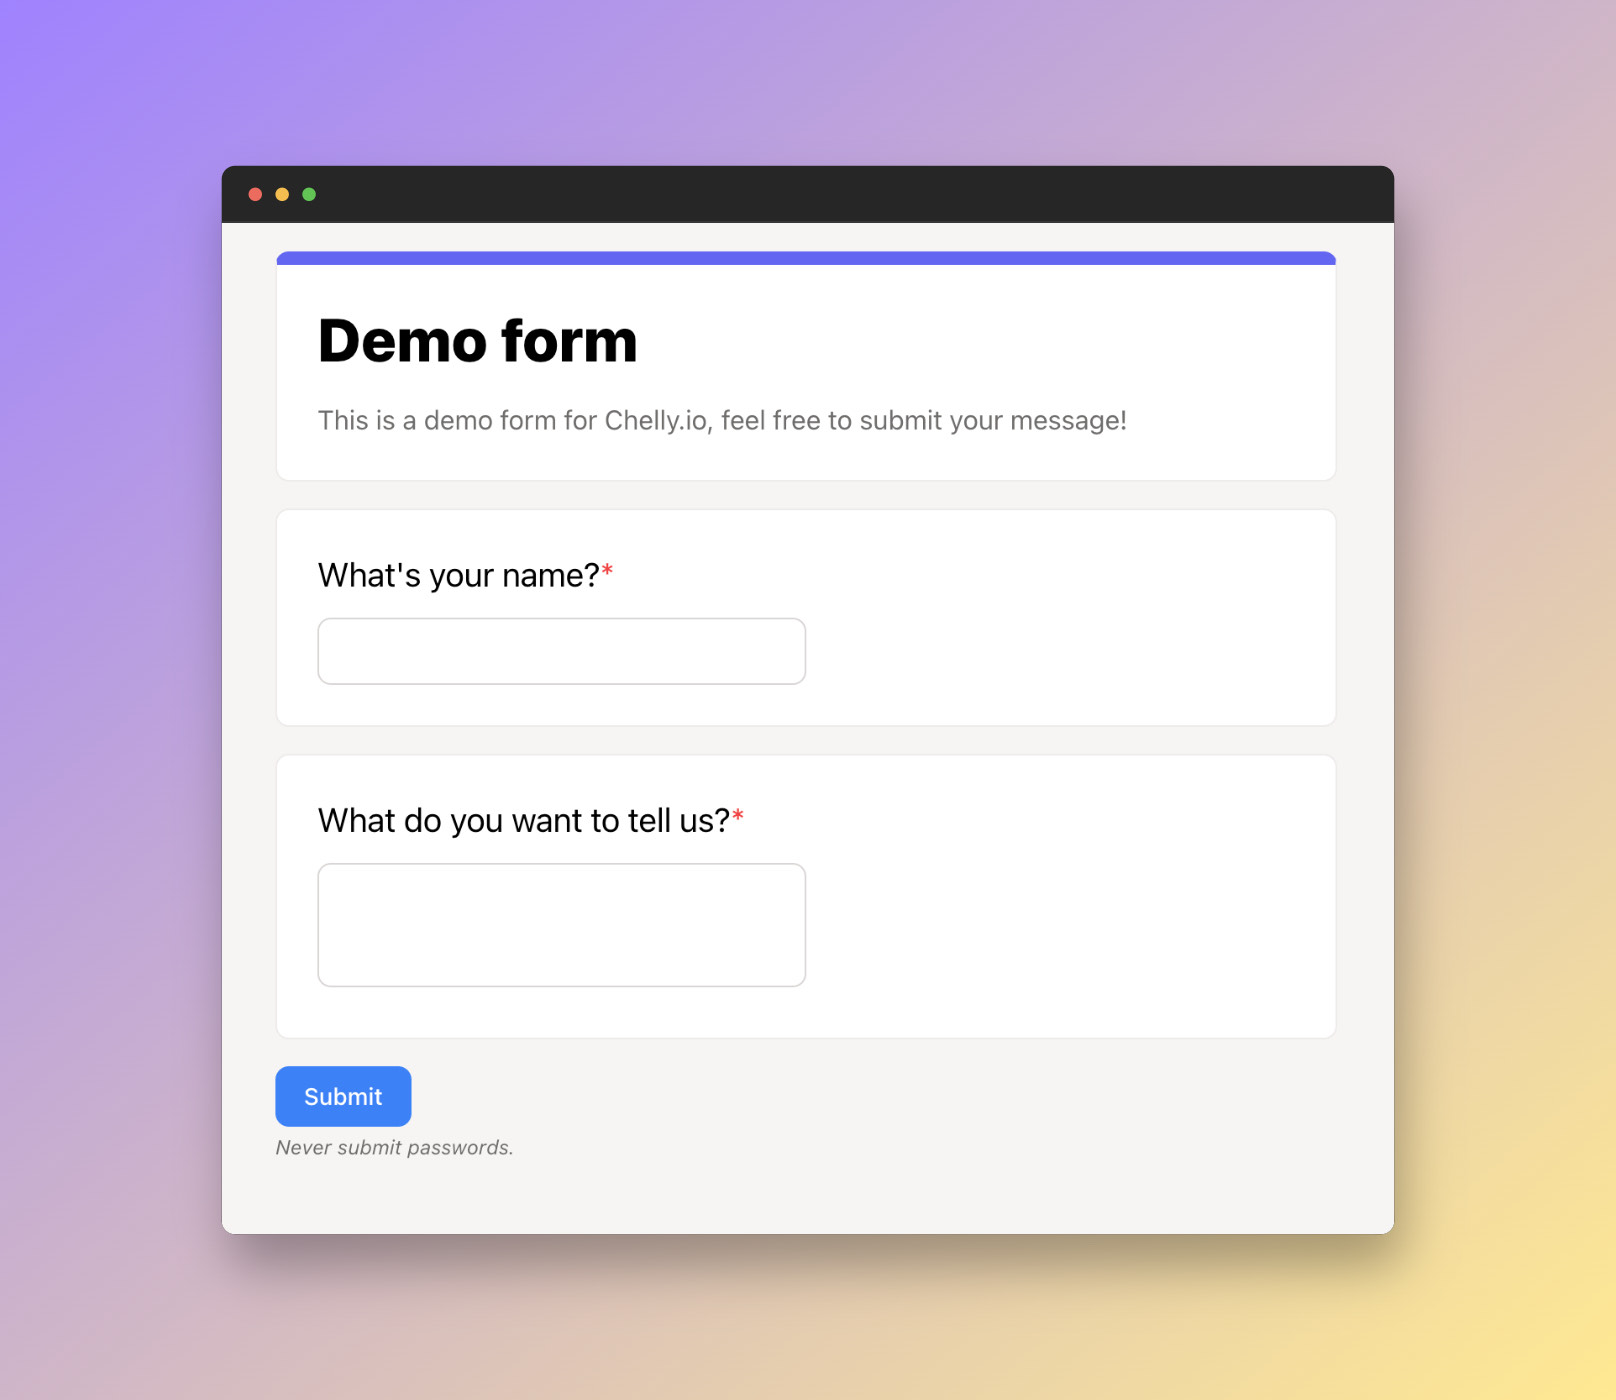 Demo form
This is a demo form for Chelly.io, feel free to submit your message!
What's your name?*
What do you want to tell us?*
Submit
Never submit passwords.